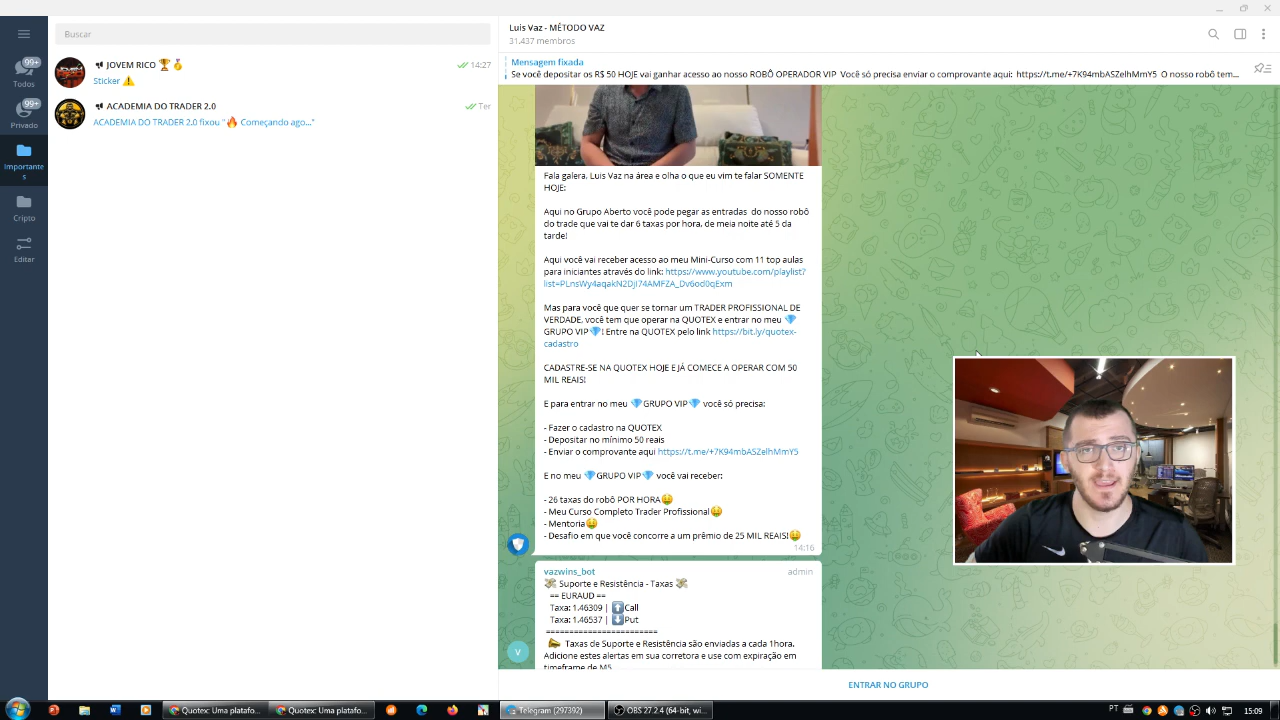 Buscar
99+
Todos
99+
Privado
Importante
s
Cripto
Editar
JOVEM RICO 🏆 🥇
14:27
Sticker ⚠️
ACADEMIA DO TRADER 2.0
Ter
ACADEMIA DO TRADER 2.0 fixou "🔥 Começando ago..."
Luis Vaz - MÉTODO VAZ
31.437 membros
Mensagem fixada
Se você depositar os R$ 50 HOJE vai ganhar acesso ao nosso ROBÔ OPERADOR VIP Você só precisa enviar o comprovante aqui: https://t.me/+7K94mbASZelhMmY5 O nosso robô tem...
Fala galera, Luis Vaz na área e olha o que eu vim te falar SOMENTE
HOJE:
Aqui no Grupo Aberto você pode pegar as entradas do nosso robô
do trade que vai te dar 6 taxas por hora, de meia noite até 5 da
tarde!
Aqui você vai receber acesso ao meu Mini-Curso com 11 top aulas
para iniciantes através do link: https://www.youtube.com/playlist?
list=PLnsWy4aqakN2DjI74AMFZA_Dv6od0qExm
Mas para você que quer se tornar um TRADER PROFISSIONAL DE
VERDADE, você tem que operar na QUOTEX e entrar no meu 💎
GRUPO VIP💎! Entre na QUOTEX pelo link https://bit.ly/quotex-
cadastro
CADASTRE-SE NA QUOTEX HOJE E JÁ COMECE A OPERAR COM 50
MIL REAIS!
E para entrar no meu 💎GRUPO VIP💎 você só precisa:
- Fazer o cadastro na QUOTEX
- Depositar no mínimo 50 reais
- Enviar o comprovante aqui https://t.me/+7K94mbASZelhMmY5
E no meu 💎GRUPO VIP💎 você vai receber:
- 26 taxas do robô POR HORA🤑
- Meu Curso Completo Trader Profissional🤑
- Mentoria🤑
- Desafio em que você concorre a um prêmio de 25 MIL REAIS!🤑
14:16
vazwins_bot
admin
💸 Suporte e Resistência - Taxas 💸
== EURAUD ==
Taxa: 1.46309 | ⬆️Call
Taxa: 1.46537 | ⬇️Put
=======================
Taxas de Suporte e Resistência são enviadas a cada 1hora.
Adicione estes alertas em sua corretora e use com expiração em
timeframe de M5
V
ENTRAR NO GRUPO
Quotex: Uma platafo...
Quotex: Uma platafo...
Telegram (297392)
OBS 27.2.4 (64-bit, wi...
PT
15:09